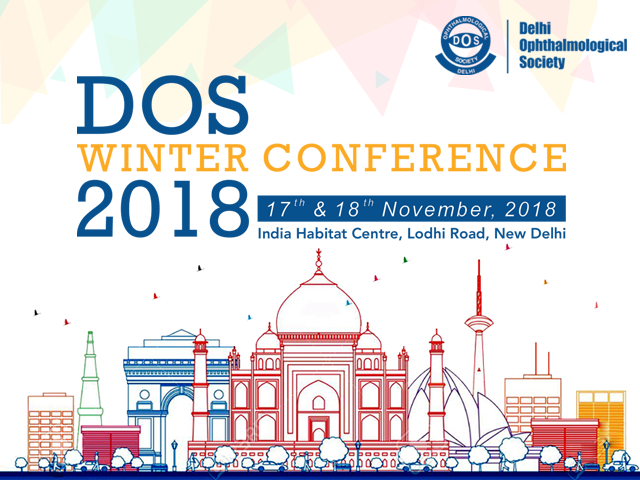 OPHTHALMOLOGICAL
DOS
SOCIETY
DELHI
Delhi
Ophthalmological
Society
DOS
WINTER CONFERENCE
2018
17th & 18th November, 2018
India Habitat Centre, Lodhi Road, New Delhi